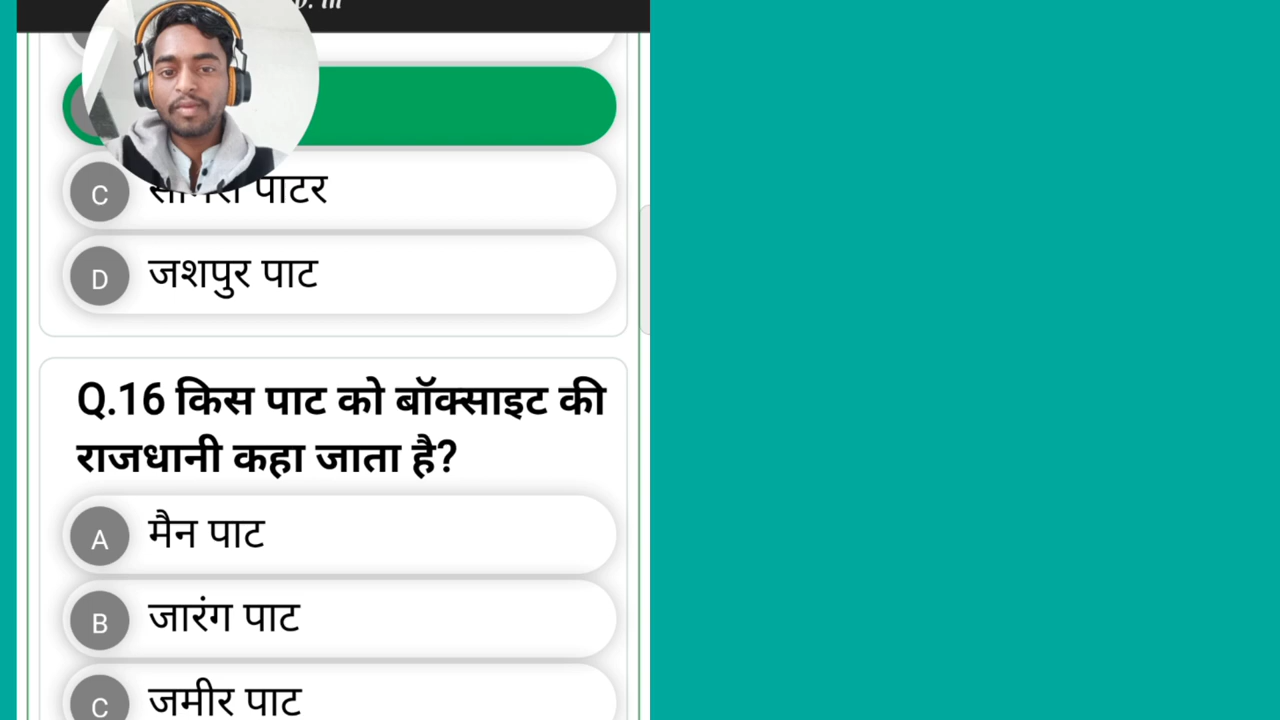 C
पाटर
D जशपुर पाट
Q.16 किस पाट को बॉक्साइट की
राजधानी कहा जाता है?
A मैन पाट
B जारंग पाट
C जमीर पाट